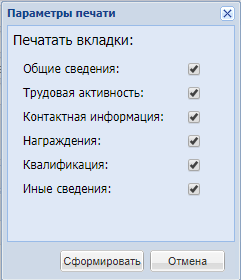 Параметры печати
Печатать вкладки:
Общие сведения:
Трудовая активность:
Контактная информация:
Награждения:
Квалификация:
Иные сведения:
Сформировать Отмена